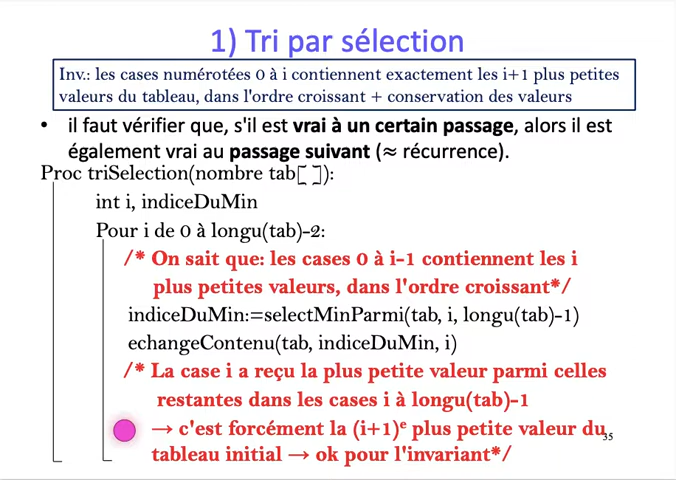 1) Tri par sélection
Inv.: les cases numérotées 0 à i contiennent exactement les i+1 plus petites
valeurs du tableau, dans l'ordre croissant + conservation des valeurs
• il faut vérifier que, s'il est vrai à un certain passage, alors il est
également vrai au passage suivant (≈ récurrence).
Proc triSelection(nombre tab[ ]):
int i, indiceDuMin
Pour i de 0 à longu(tab)-2:
/* On sait que: les cases 0 à i-1 contiennent les i
plus petites valeurs, dans l'ordre croissant*/
indiceDuMin:=selectMinParmi(tab, i, longu(tab)-1)
echangeContenu(tab, indiceDuMin, i)
/* La case i a reçu la plus petite valeur parmi celles
restantes dans les cases i à longu(tab)-1
→ c'est forcément la (i+1)e plus petite valeur du
35
tableau initial → ok pour l'invariant*/